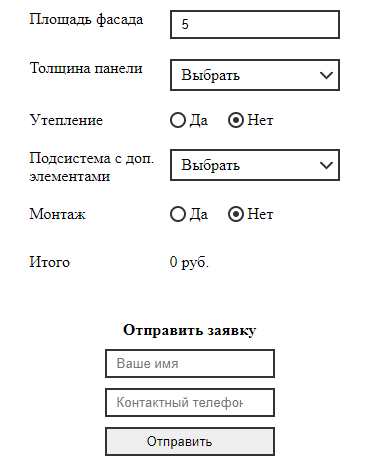 Площадь фасада 5
Толщина панели Выбрать
Утепление Да Нет
Подсистема с доп. элементами Выбрать
Монтаж Да Нет
Итого 0 руб.
Отправить заявку
Ваше имя
Контактный телефон
Отправить